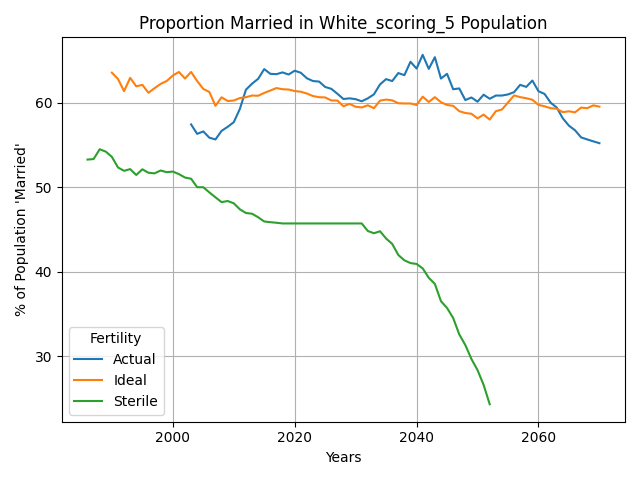 Proportion Married in White_scoring_5 Population
% of Population 'Married'
60
50
40
30
Fertility
Actual
Ideal
Sterile
2000
2020
2040
2060
Years